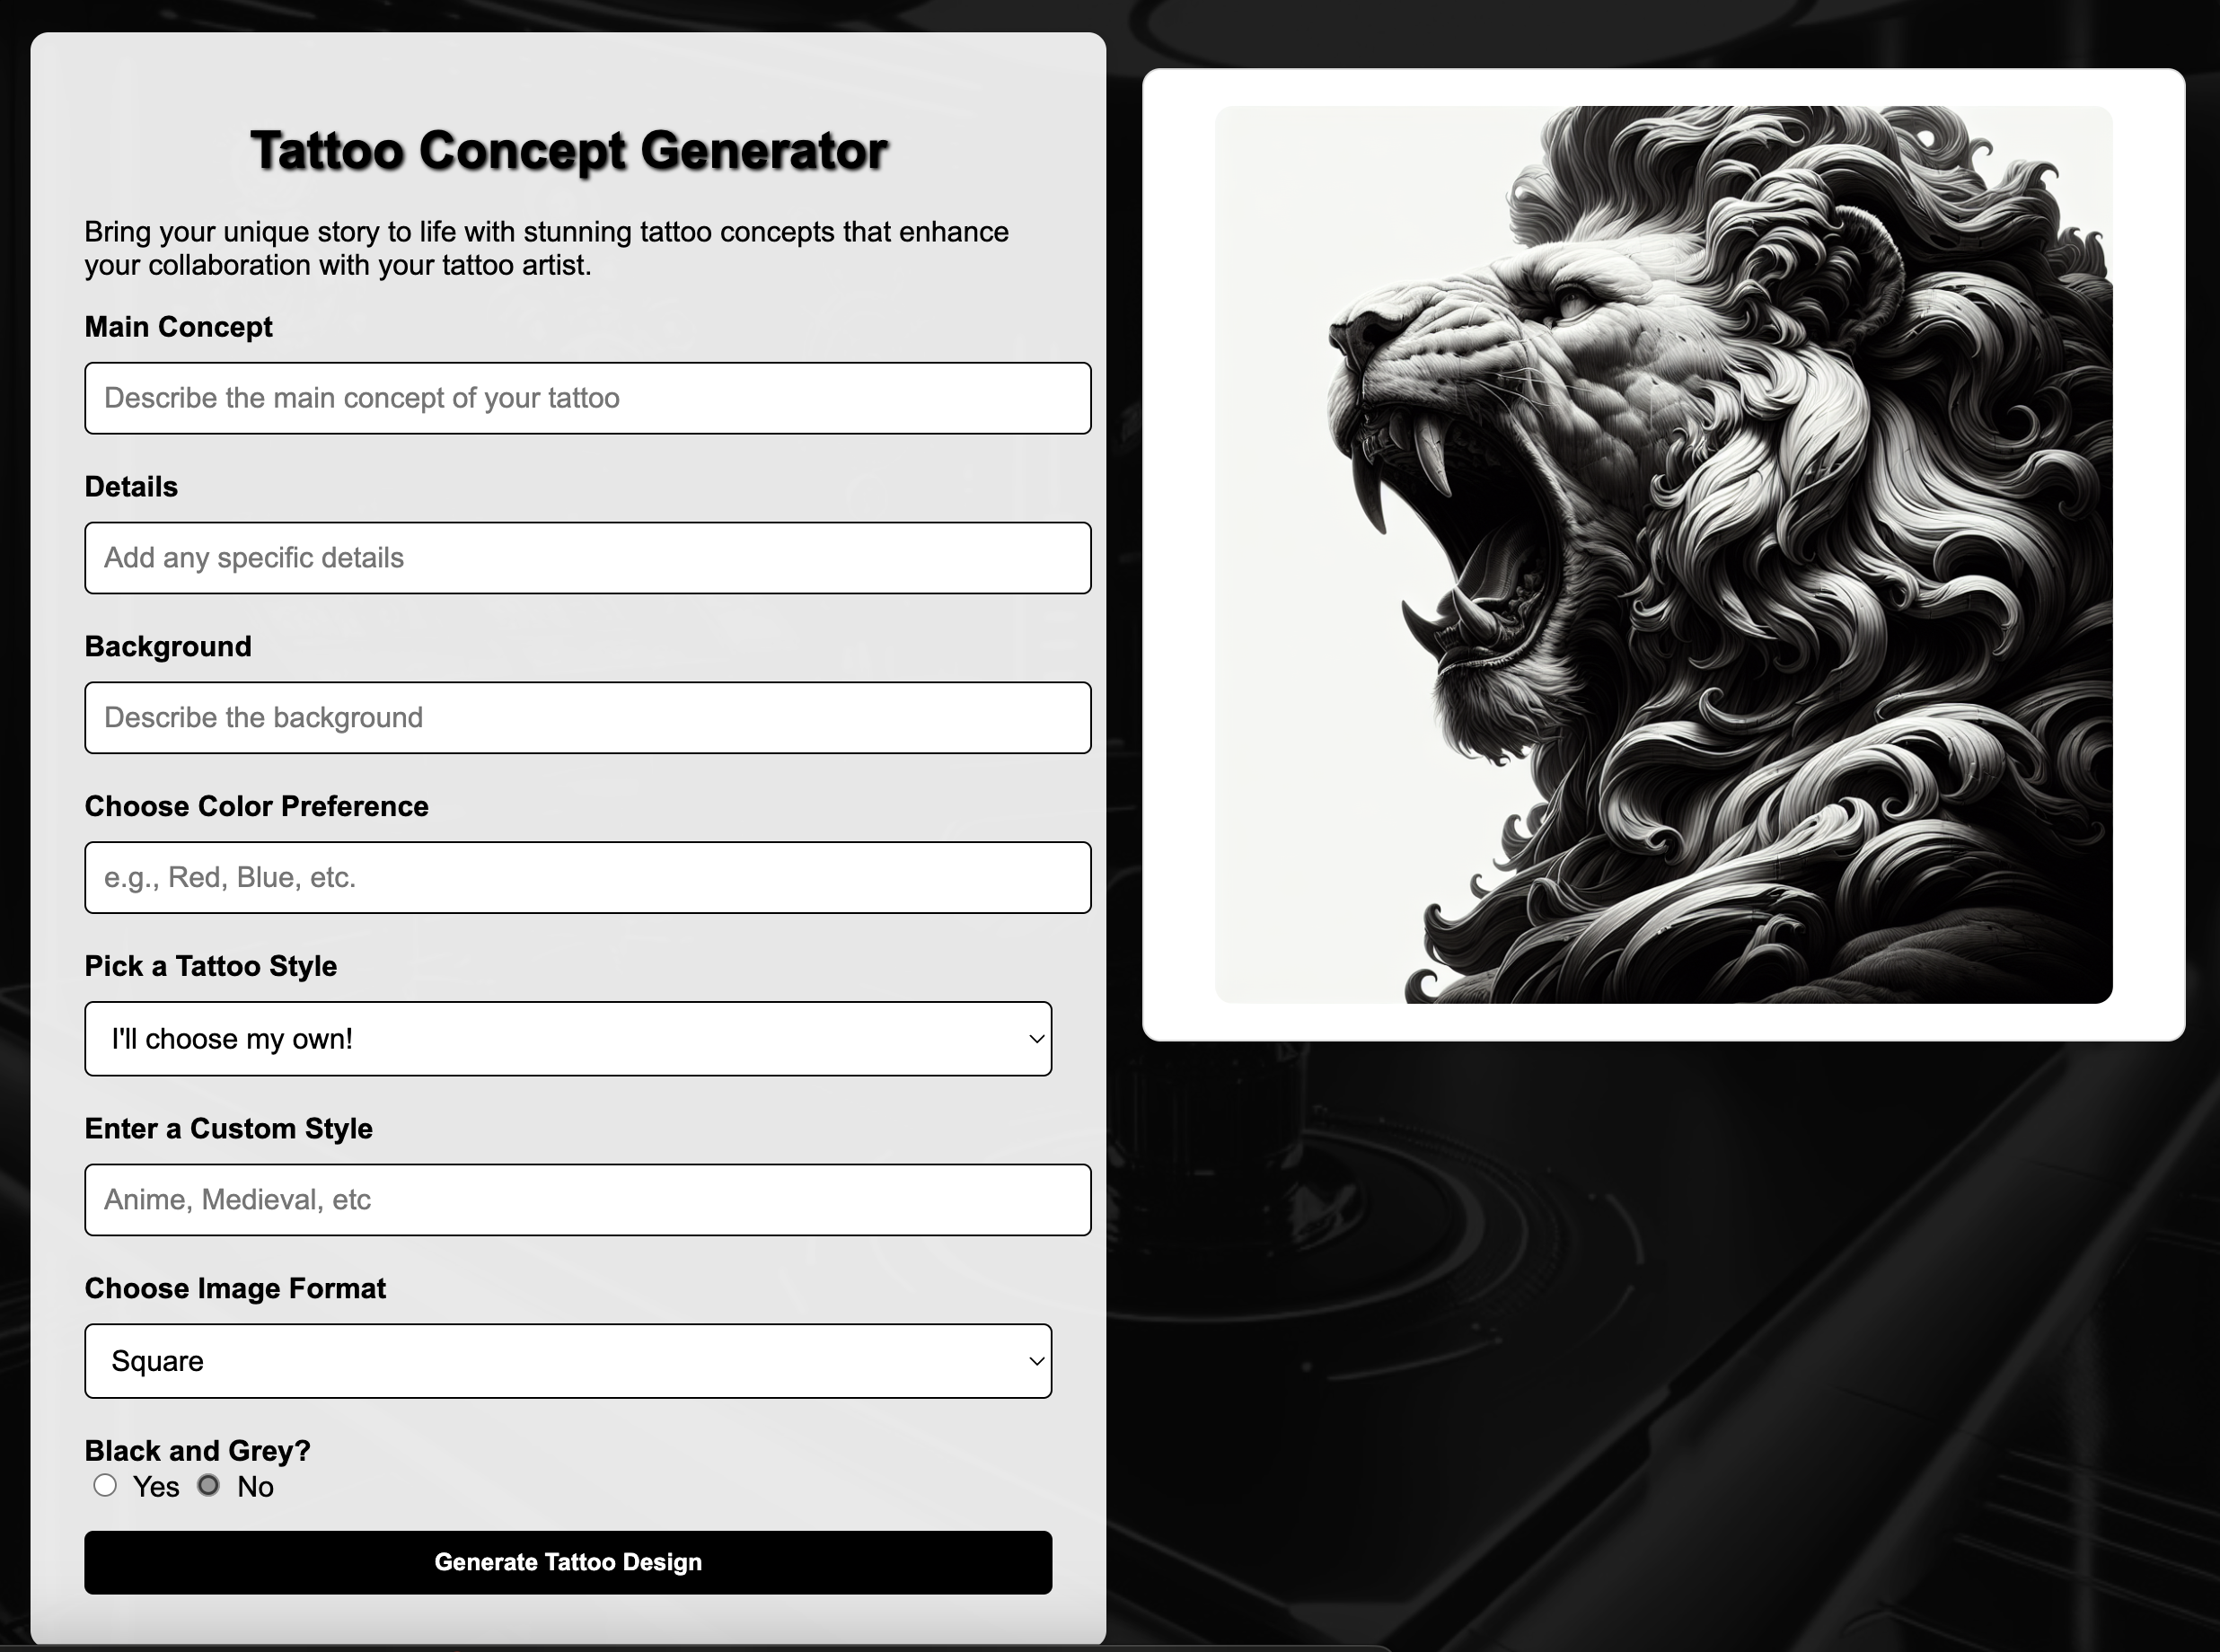 Tattoo Concept Generator
Bring your unique story to life with stunning tattoo concepts that enhance
your collaboration with your tattoo artist.
Main Concept
Describe the main concept of your tattoo
Details
Add any specific details
Background
Describe the background
Choose Color Preference
e.g., Red, Blue, etc.
Pick a Tattoo Style
I'll choose my own!
Enter a Custom Style
Anime, Medieval, etc
Choose Image Format
Square
Black and Grey?
Yes No
Generate Tattoo Design